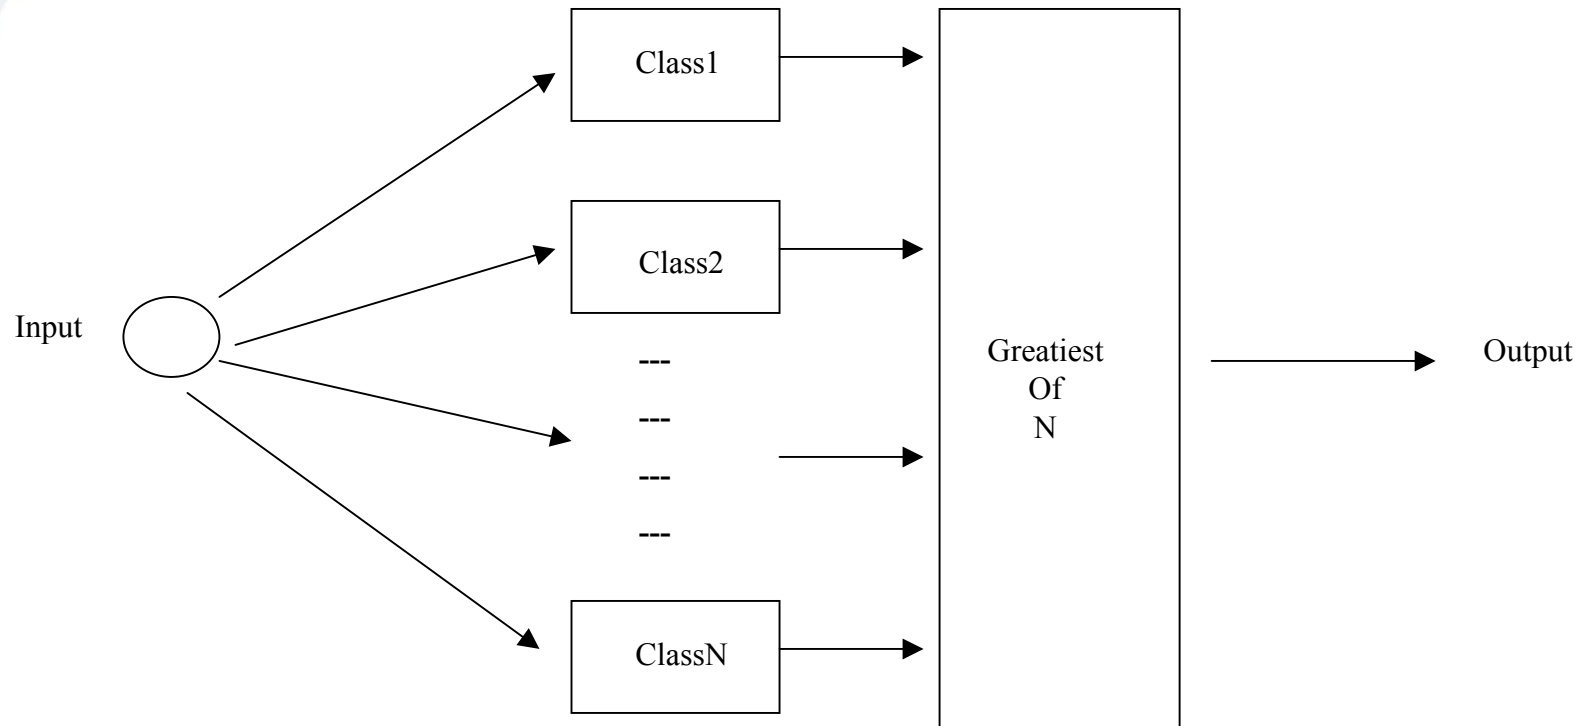 Class1
Class2
Input
---
---
---
---
Greatiest
Of
N
Output
ClassN